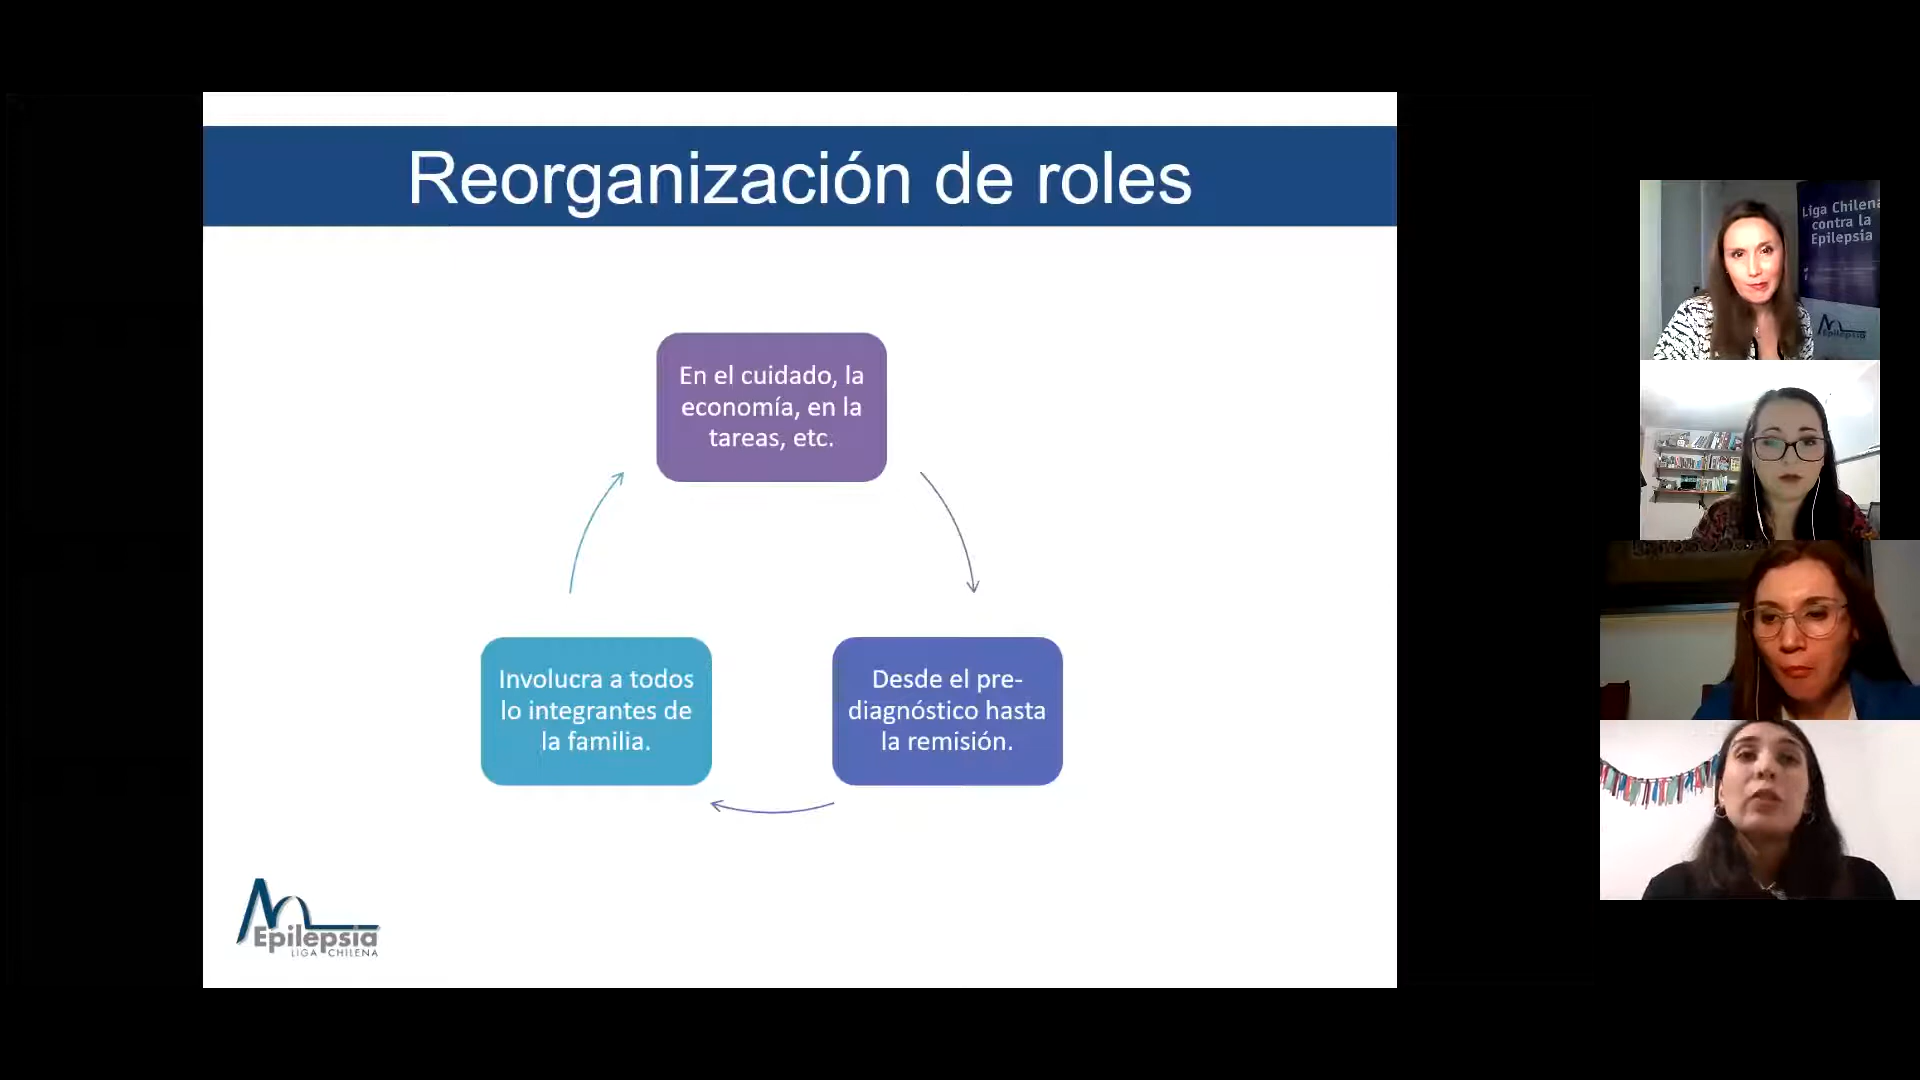 Reorganización de roles
En el cuidado, la
economía, en la
tareas, etc.
Involucra a todos
lo integrantes de
la familia.
Desde el pre-
diagnóstico hasta
la remisión.
Epilepsia
LIGA CHILENA
Liga Chilena
contra la
Epilepsia
Epilepsia